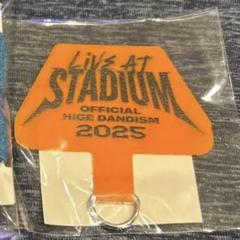 LiVE AT
STADIUM
OFFICIAL
HIGE DANDISM
2025